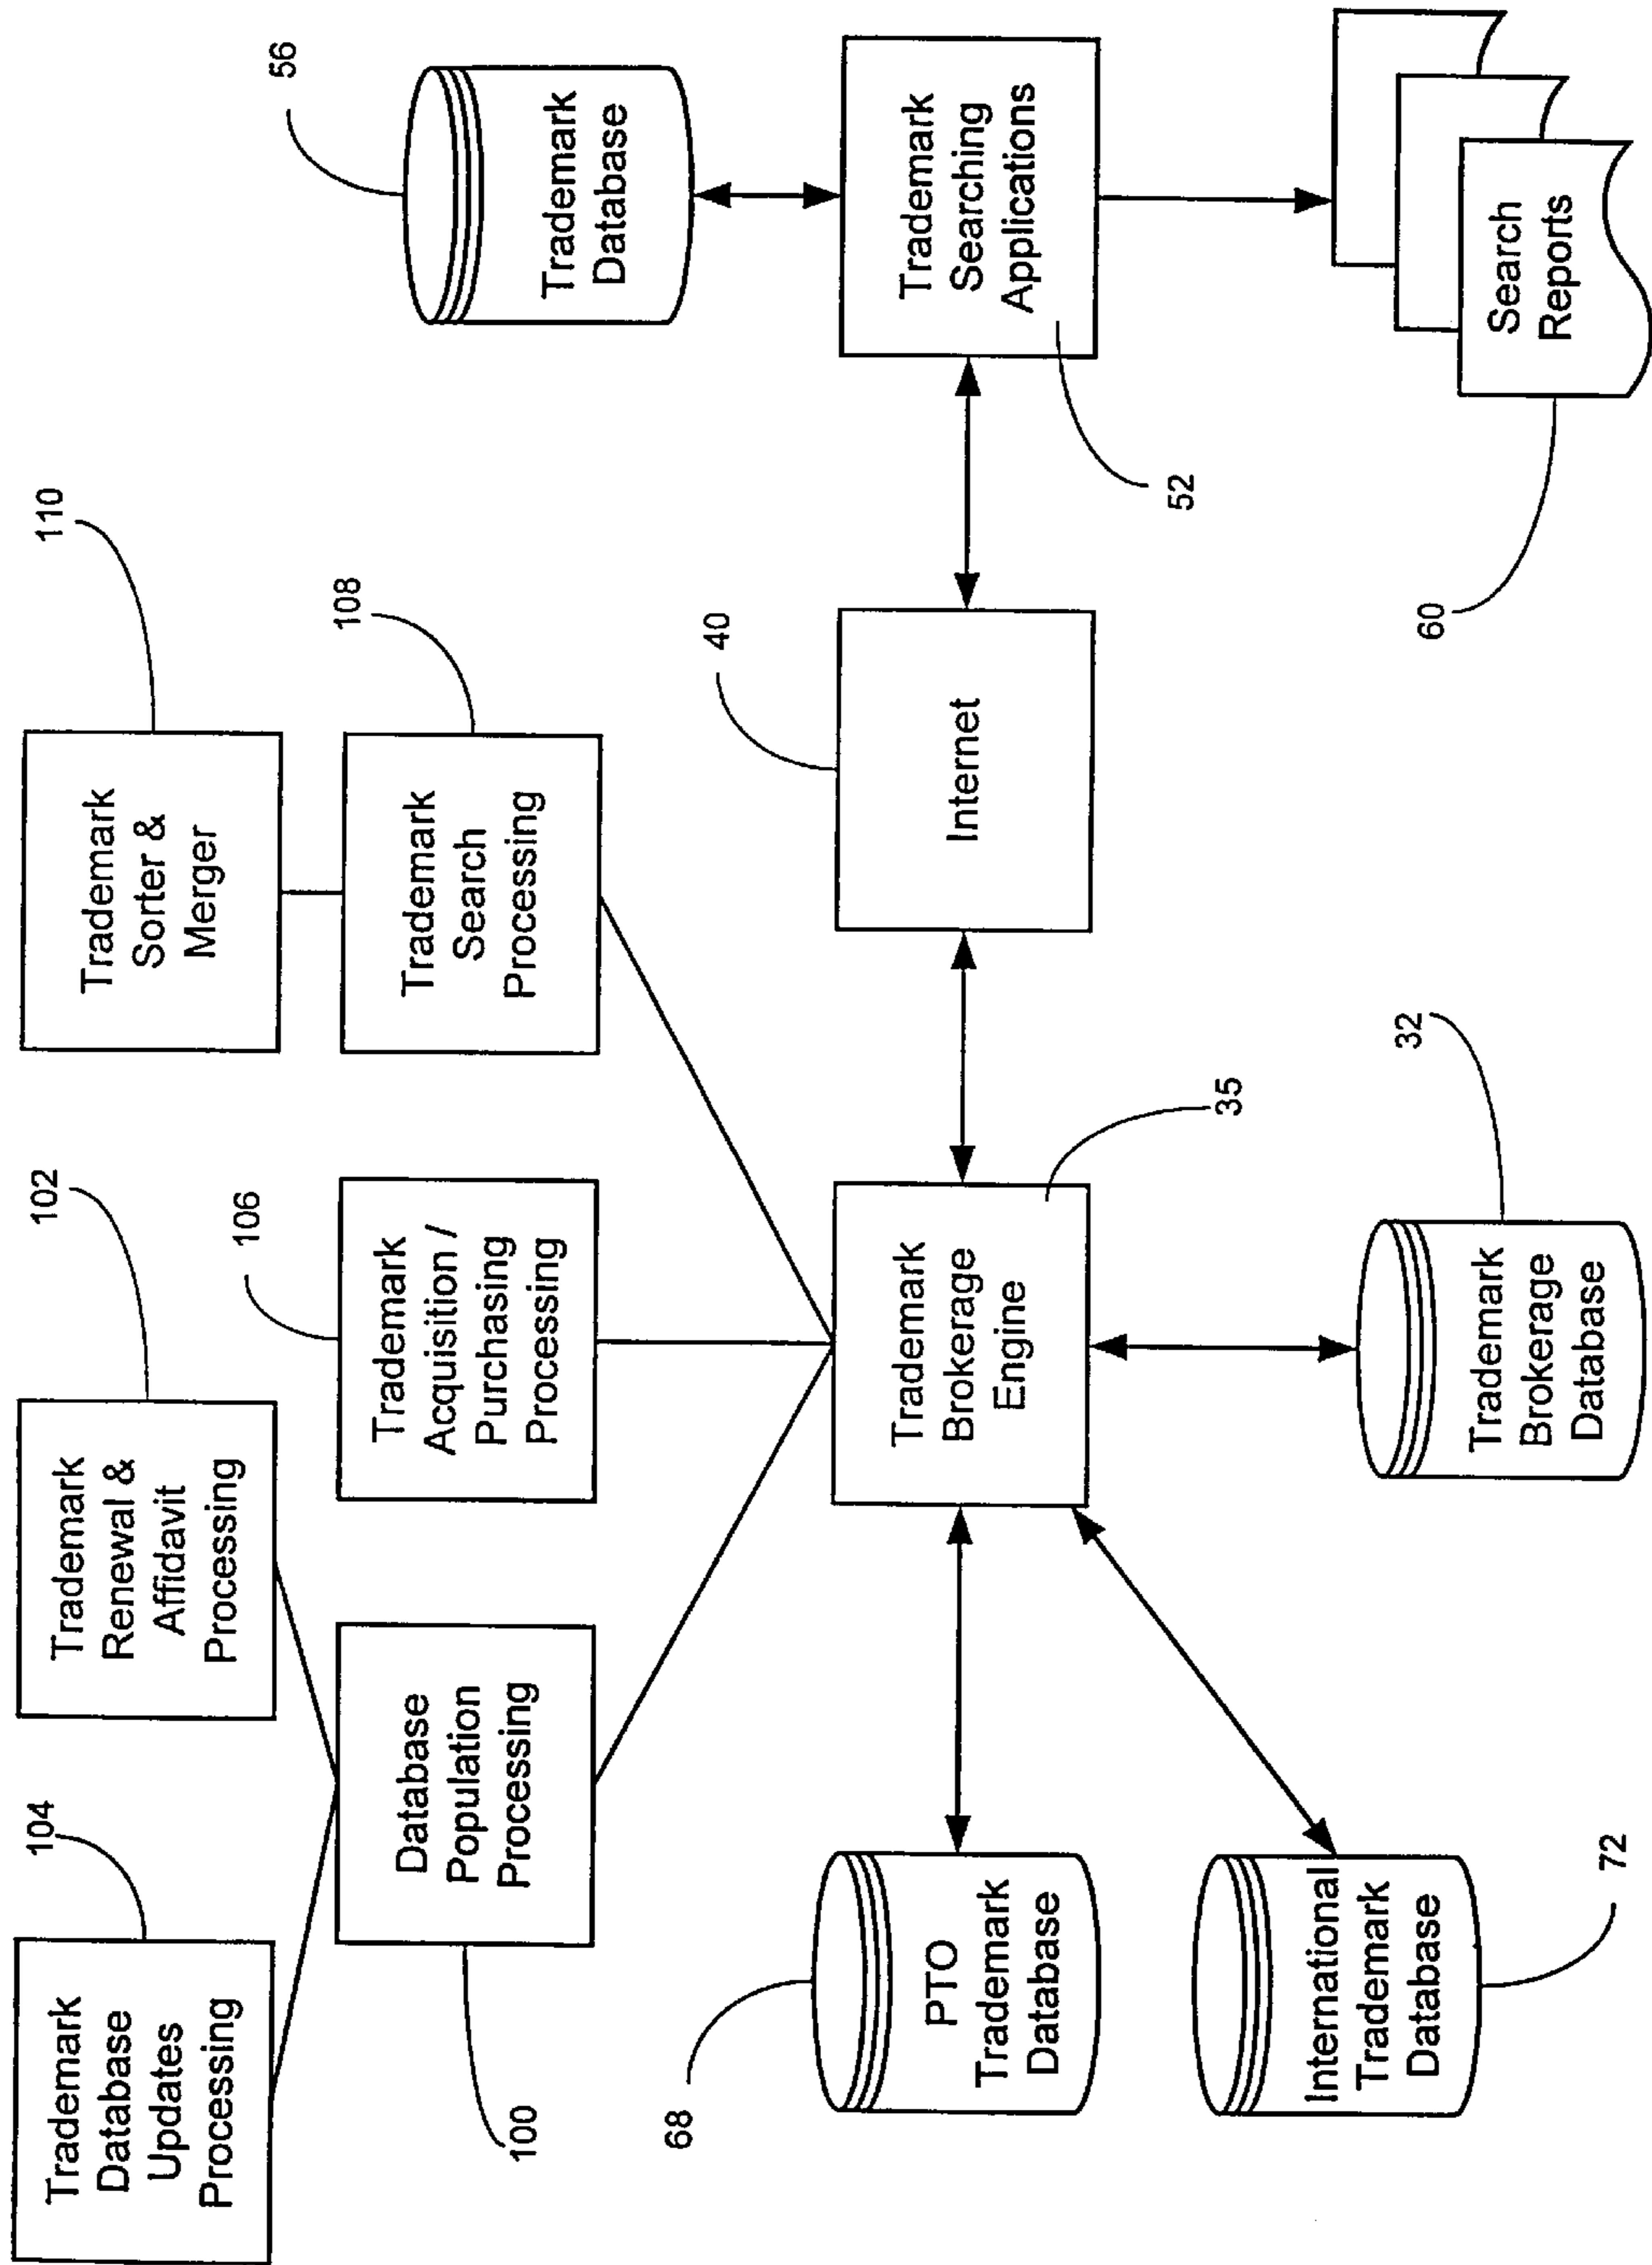 104
Trademark
Database
Updates
Processing
102
Trademark
Renewal &
Affidavit
Processing
110
Trademark
Sorter &
Merger
100
Database
Population
Processing
106
Trademark
Acquisition /
Purchasing
Processing
108
Trademark
Search
Processing
56
Trademark
Database
68
PTO
Trademark
Database
35
Trademark
Brokerage
Engine
40
Internet
52
Trademark
Searching
Applications
72
International
Trademark
Database
32
Trademark
Brokerage
Database
60
Search
Reports